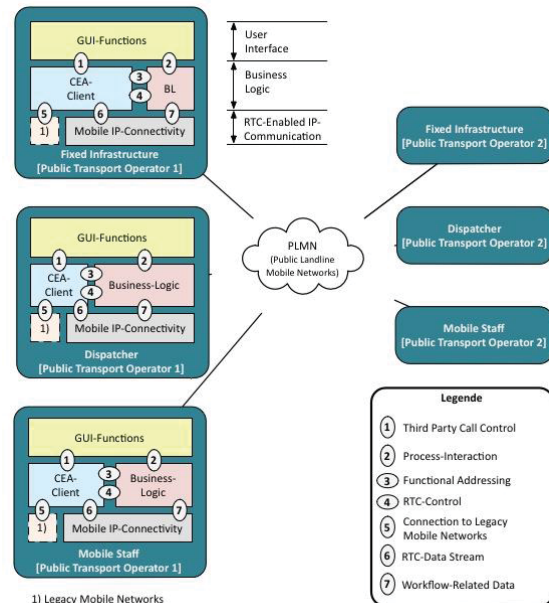 GUI-Functions
1
2
CEA-
Client
3
4
BL
5
6
7
1)
Mobile IP-Connectivity
Fixed Infrastructure
[Public Transport Operator 1]
User
Interface
Business
Logic
RTC-Enabled IP-
Communication
GUI-Functions
1
2
CEA-
Client
3
4
Business-Logic
5
6
7
1)
Mobile IP-Connectivity
Dispatcher
[Public Transport Operator 1]
GUI-Functions
1
2
CEA-
Client
3
4
Business-
Logic
5
6
7
1)
Mobile IP-Connectivity
Mobile Staff
[Public Transport Operator 1]
1) Legacy Mobile Networks
PLMN
(Public Landline
Mobile Networks)
Fixed Infrastructure
[Public Transport Operator 2]
Dispatcher
[Public Transport Operator 2]
Mobile Staff
[Public Transport Operator 2]
Legende
1 Third Party Call Control
2 Process-Interaction
3 Functional Addressing
4 RTC-Control
5 Connection to Legacy
Mobile Networks
6 RTC-Data Stream
7 Workflow-Related Data